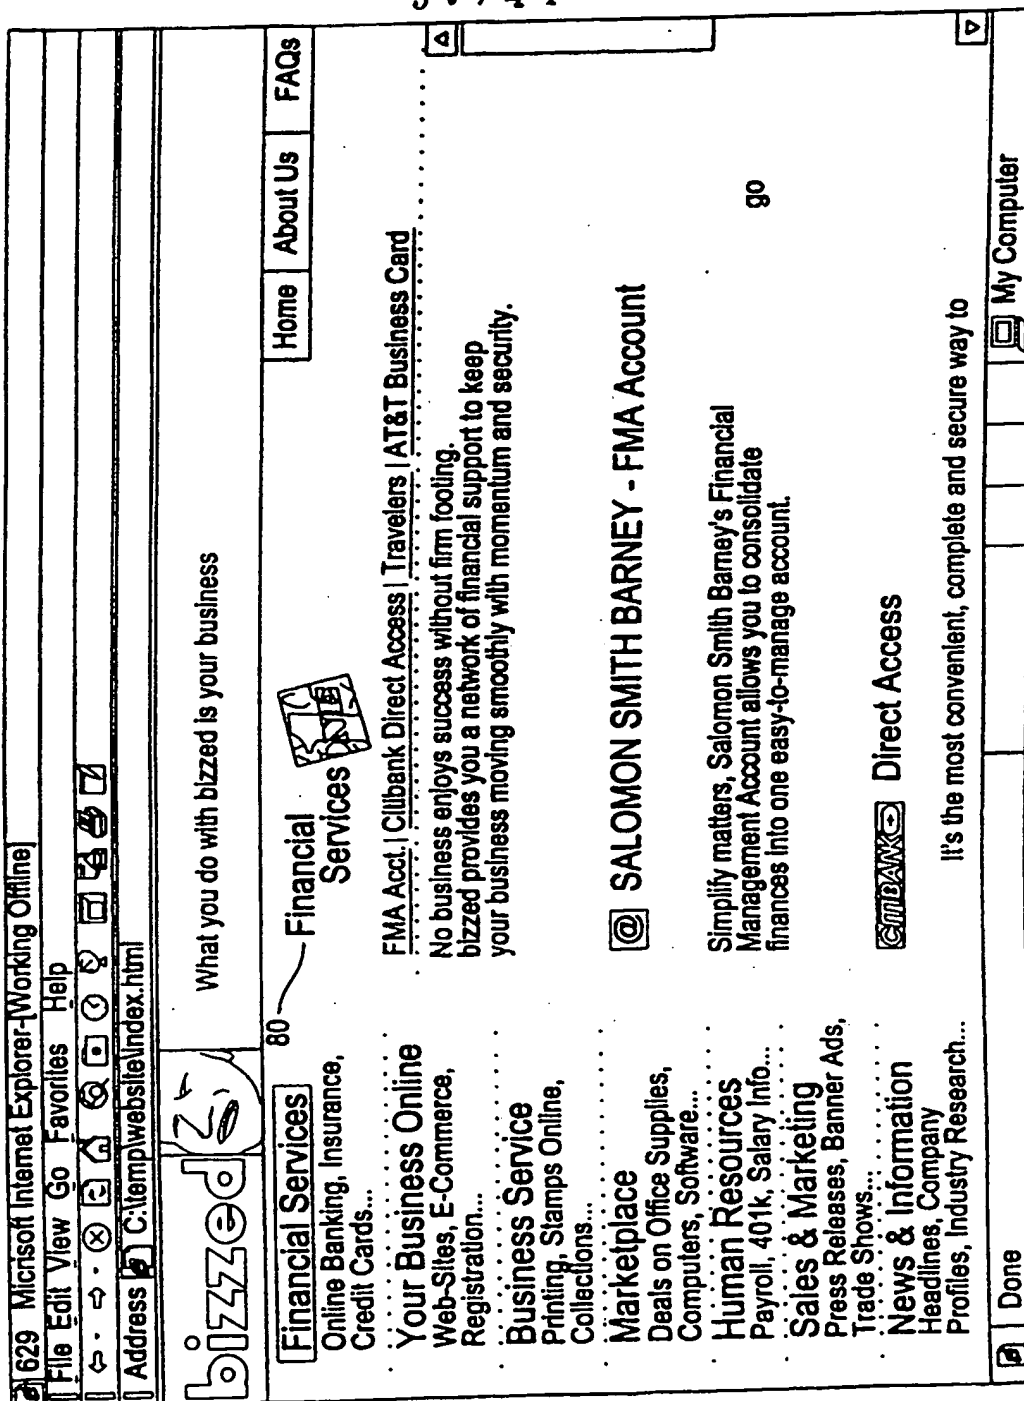 629 Micrisoft Internet Explorer-[Working Offline]
File Edit View Go Favorites Help
Address C:\temp\website\index.html
bizzed
What you do with bizzed is your business
Home About Us FAQs
Financial Services
Online Banking, Insurance,
Credit Cards...
Your Business Online
Web-Sites, E-Commerce,
Registration...
Business Service
Printing, Stamps Online,
Collections...
Marketplace
Deals on Office Supplies,
Computers, Software...
Human Resources
Payroll, 401k, Salary Info...
Sales & Marketing
Press Releases, Banner Ads,
Trade Shows...
News & Information
Headlines, Company
Profiles, Industry Research...
80
Financial
Services
FMA Acct. | Citibank Direct Access | Travelers | AT&T Business Card
No business enjoys success without firm footing.
bizzed provides you a network of financial support to keep
your business moving smoothly with momentum and security.
@ SALOMON SMITH BARNEY - FMA Account
Simplify matters, Salomon Smith Barney's Financial
Management Account allows you to consolidate
finances into one easy-to-manage account.
go
CITIBANK Direct Access
It's the most convenient, complete and secure way to
Done
My Computer